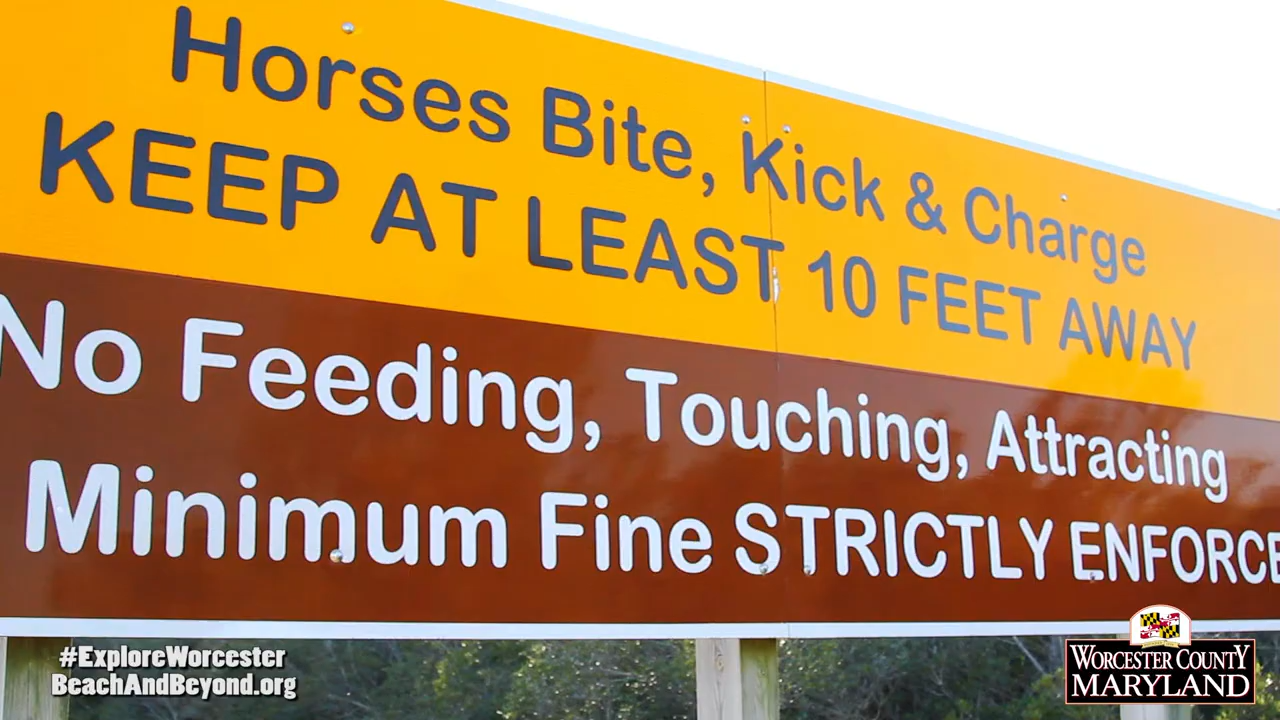 Horses Bite, Kick & Charge
KEEP AT LEAST 10 FEET AWAY
No Feeding, Touching, Attracting
Minimum Fine STRICTLY ENFORCE
#ExploreWorcester
BeachAndBeyond.org
WORCESTER COUNTY
MARYLAND